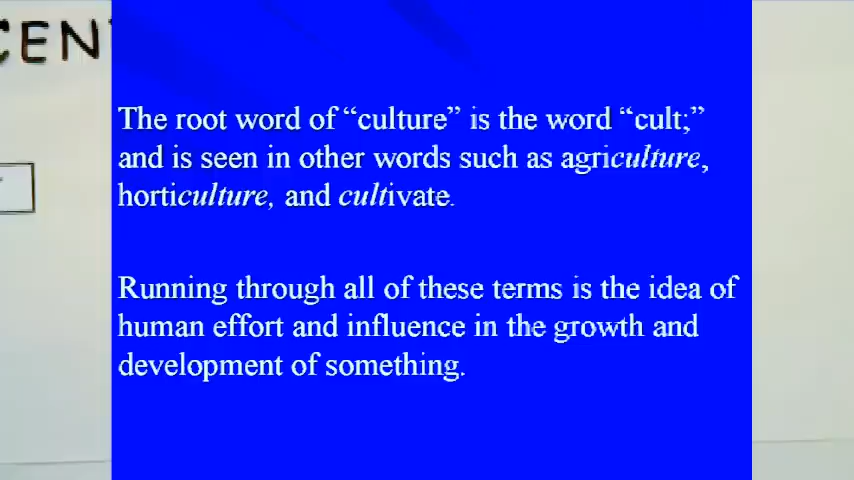 CEN
The root word of “culture” is the word “cult;”
and is seen in other words such as agriculture,
horticulture, and cultivate.
Running through all of these terms is the idea of
human effort and influence in the growth and
development of something.